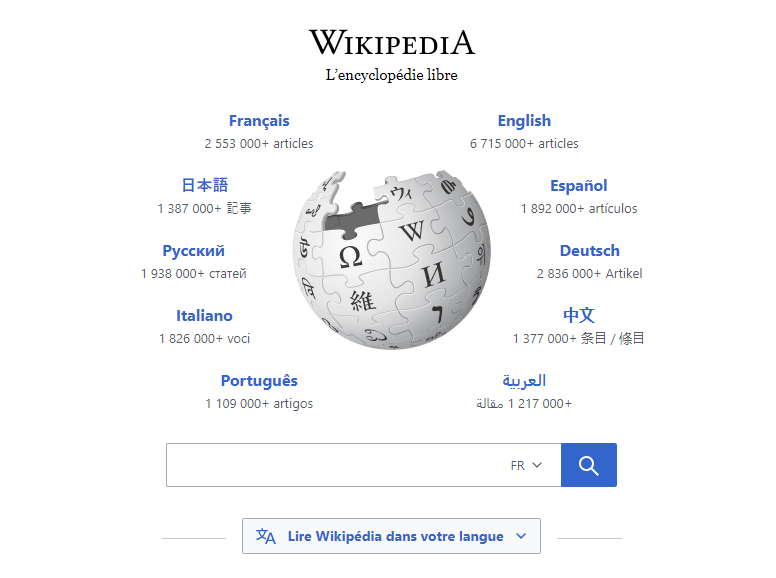 WIKIPEDIA
L’encyclopédie libre
Français
2 553 000+ articles
English
6 715 000+ articles
日本語
1 387 000+ 記事
Español
1 892 000+ artículos
Русский
1 938 000+ статей
Deutsch
2 836 000+ Artikel
Italiano
1 826 000+ voci
中文
1 377 000+ 条目 / 條目
Português
1 109 000+ artigos
العربية
1 217 000+ مقالة
Ω
W
И
維
ウィ
FR
Lire Wikipédia dans votre langue